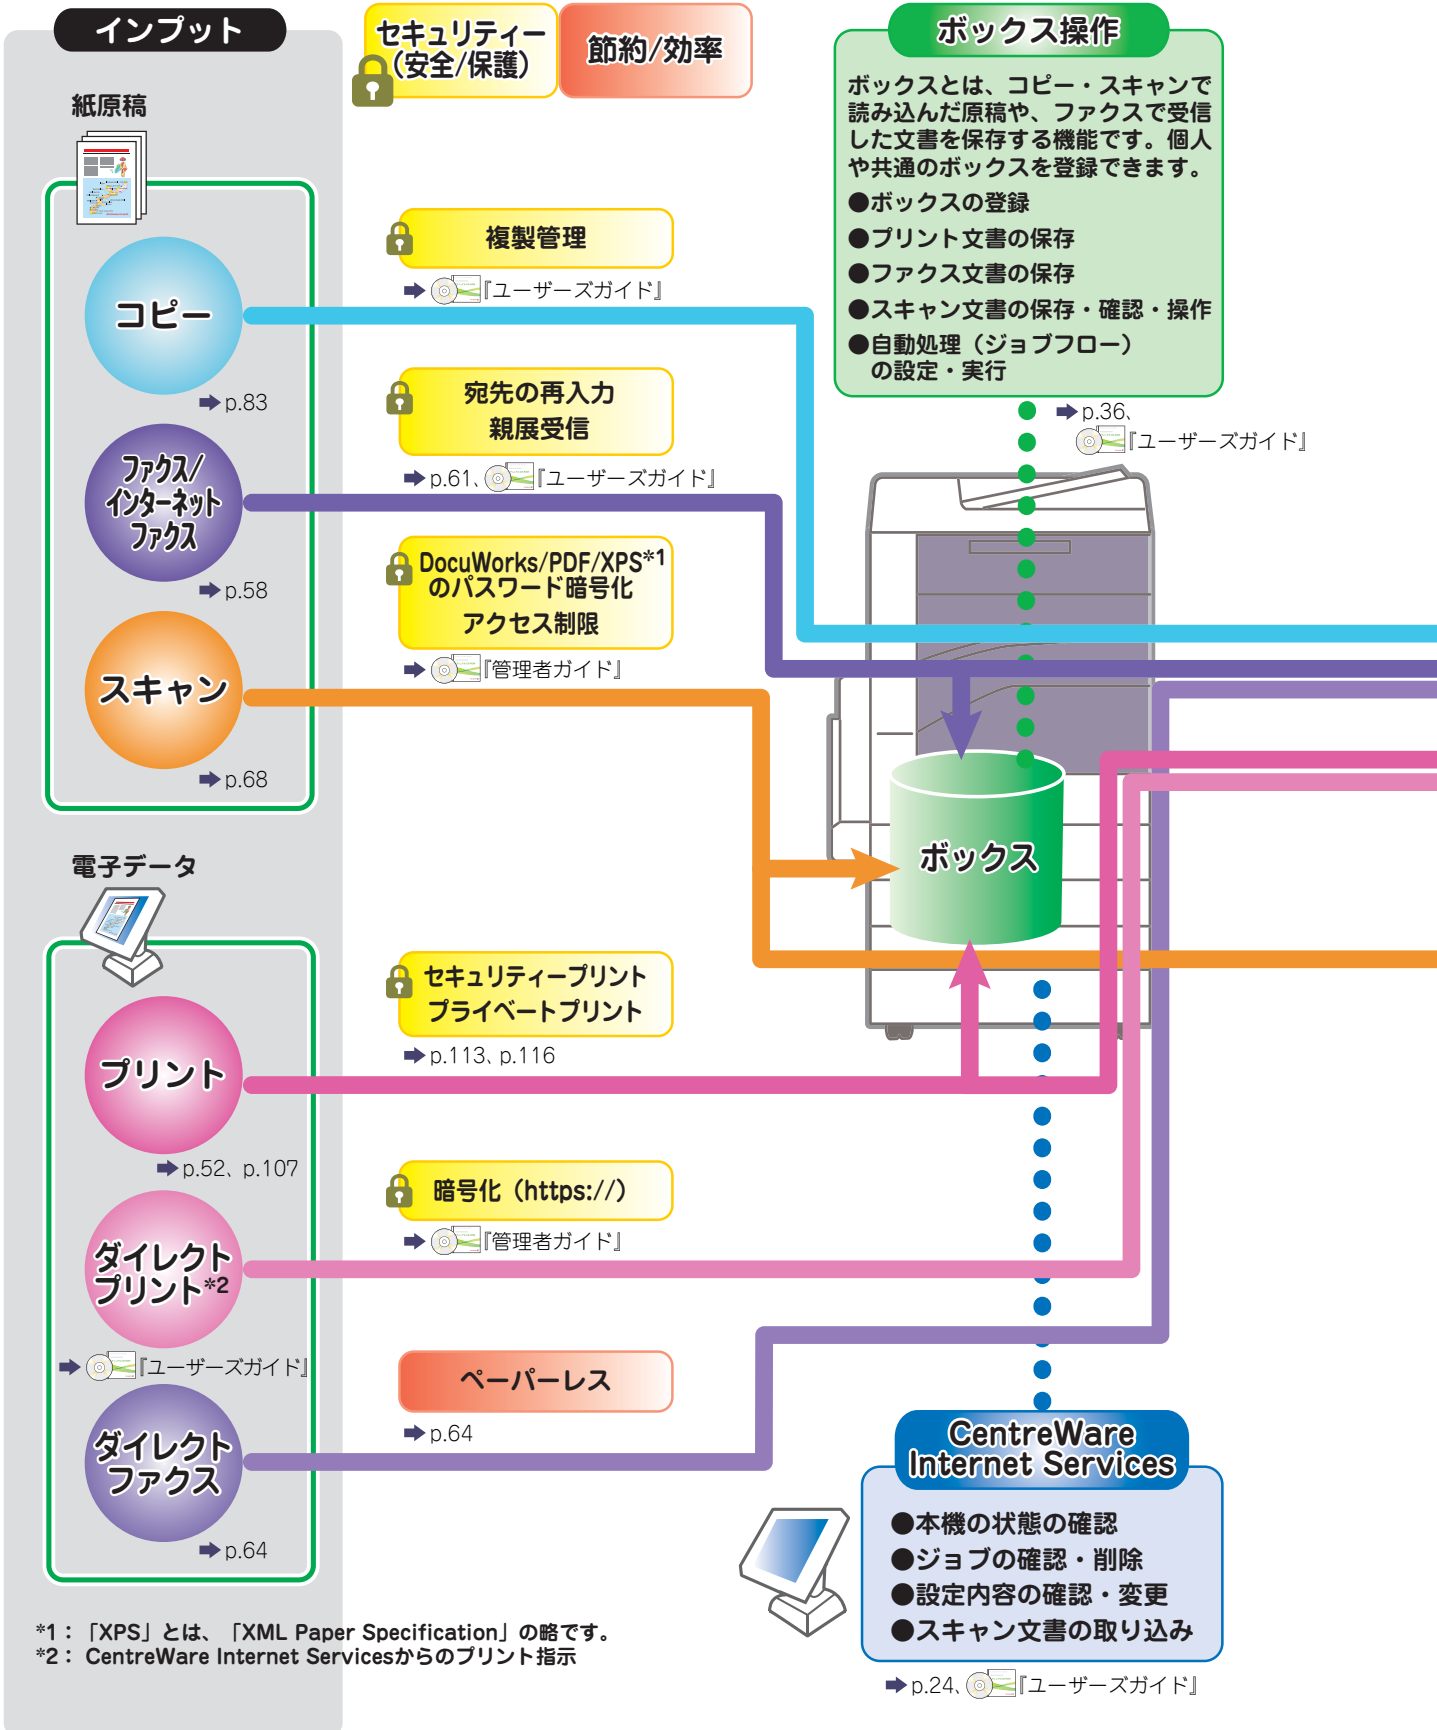 インプット
セキュリティー
（安全/保護）
節約/効率
紙原稿
コピー
p.83
ファクス/
インターネット
ファクス
p.58
スキャン
p.68
複製管理
『ユーザーズガイド』
宛先の再入力
親展受信
p.61、『ユーザーズガイド』
DocuWorks/PDF/XPS*1
のパスワード暗号化
アクセス制限
『管理者ガイド』
ボックス操作
ボックスとは、コピー・スキャンで
読み込んだ原稿や、ファクスで受信
した文書を保存する機能です。個人
や共通のボックスを登録できます。
●ボックスの登録
●プリント文書の保存
●ファクス文書の保存
●スキャン文書の保存・確認・操作
●自動処理（ジョブフロー）
の設定・実行
p.36、
『ユーザーズガイド』
ボックス
電子データ
プリント
p.52、p.107
ダイレクト
プリント*2
『ユーザーズガイド』
ダイレクト
ファクス
p.64
セキュリティープリント
プライベートプリント
p.113、p.116
暗号化（https://）
『管理者ガイド』
ペーパーレス
p.64
CentreWare
Internet Services
●本機の状態の確認
●ジョブの確認・削除
●設定内容の確認・変更
●スキャン文書の取り込み
p.24、『ユーザーズガイド』
*1：「XPS」とは、「XML Paper Specification」の略です。
*2： CentreWare Internet Servicesからのプリント指示